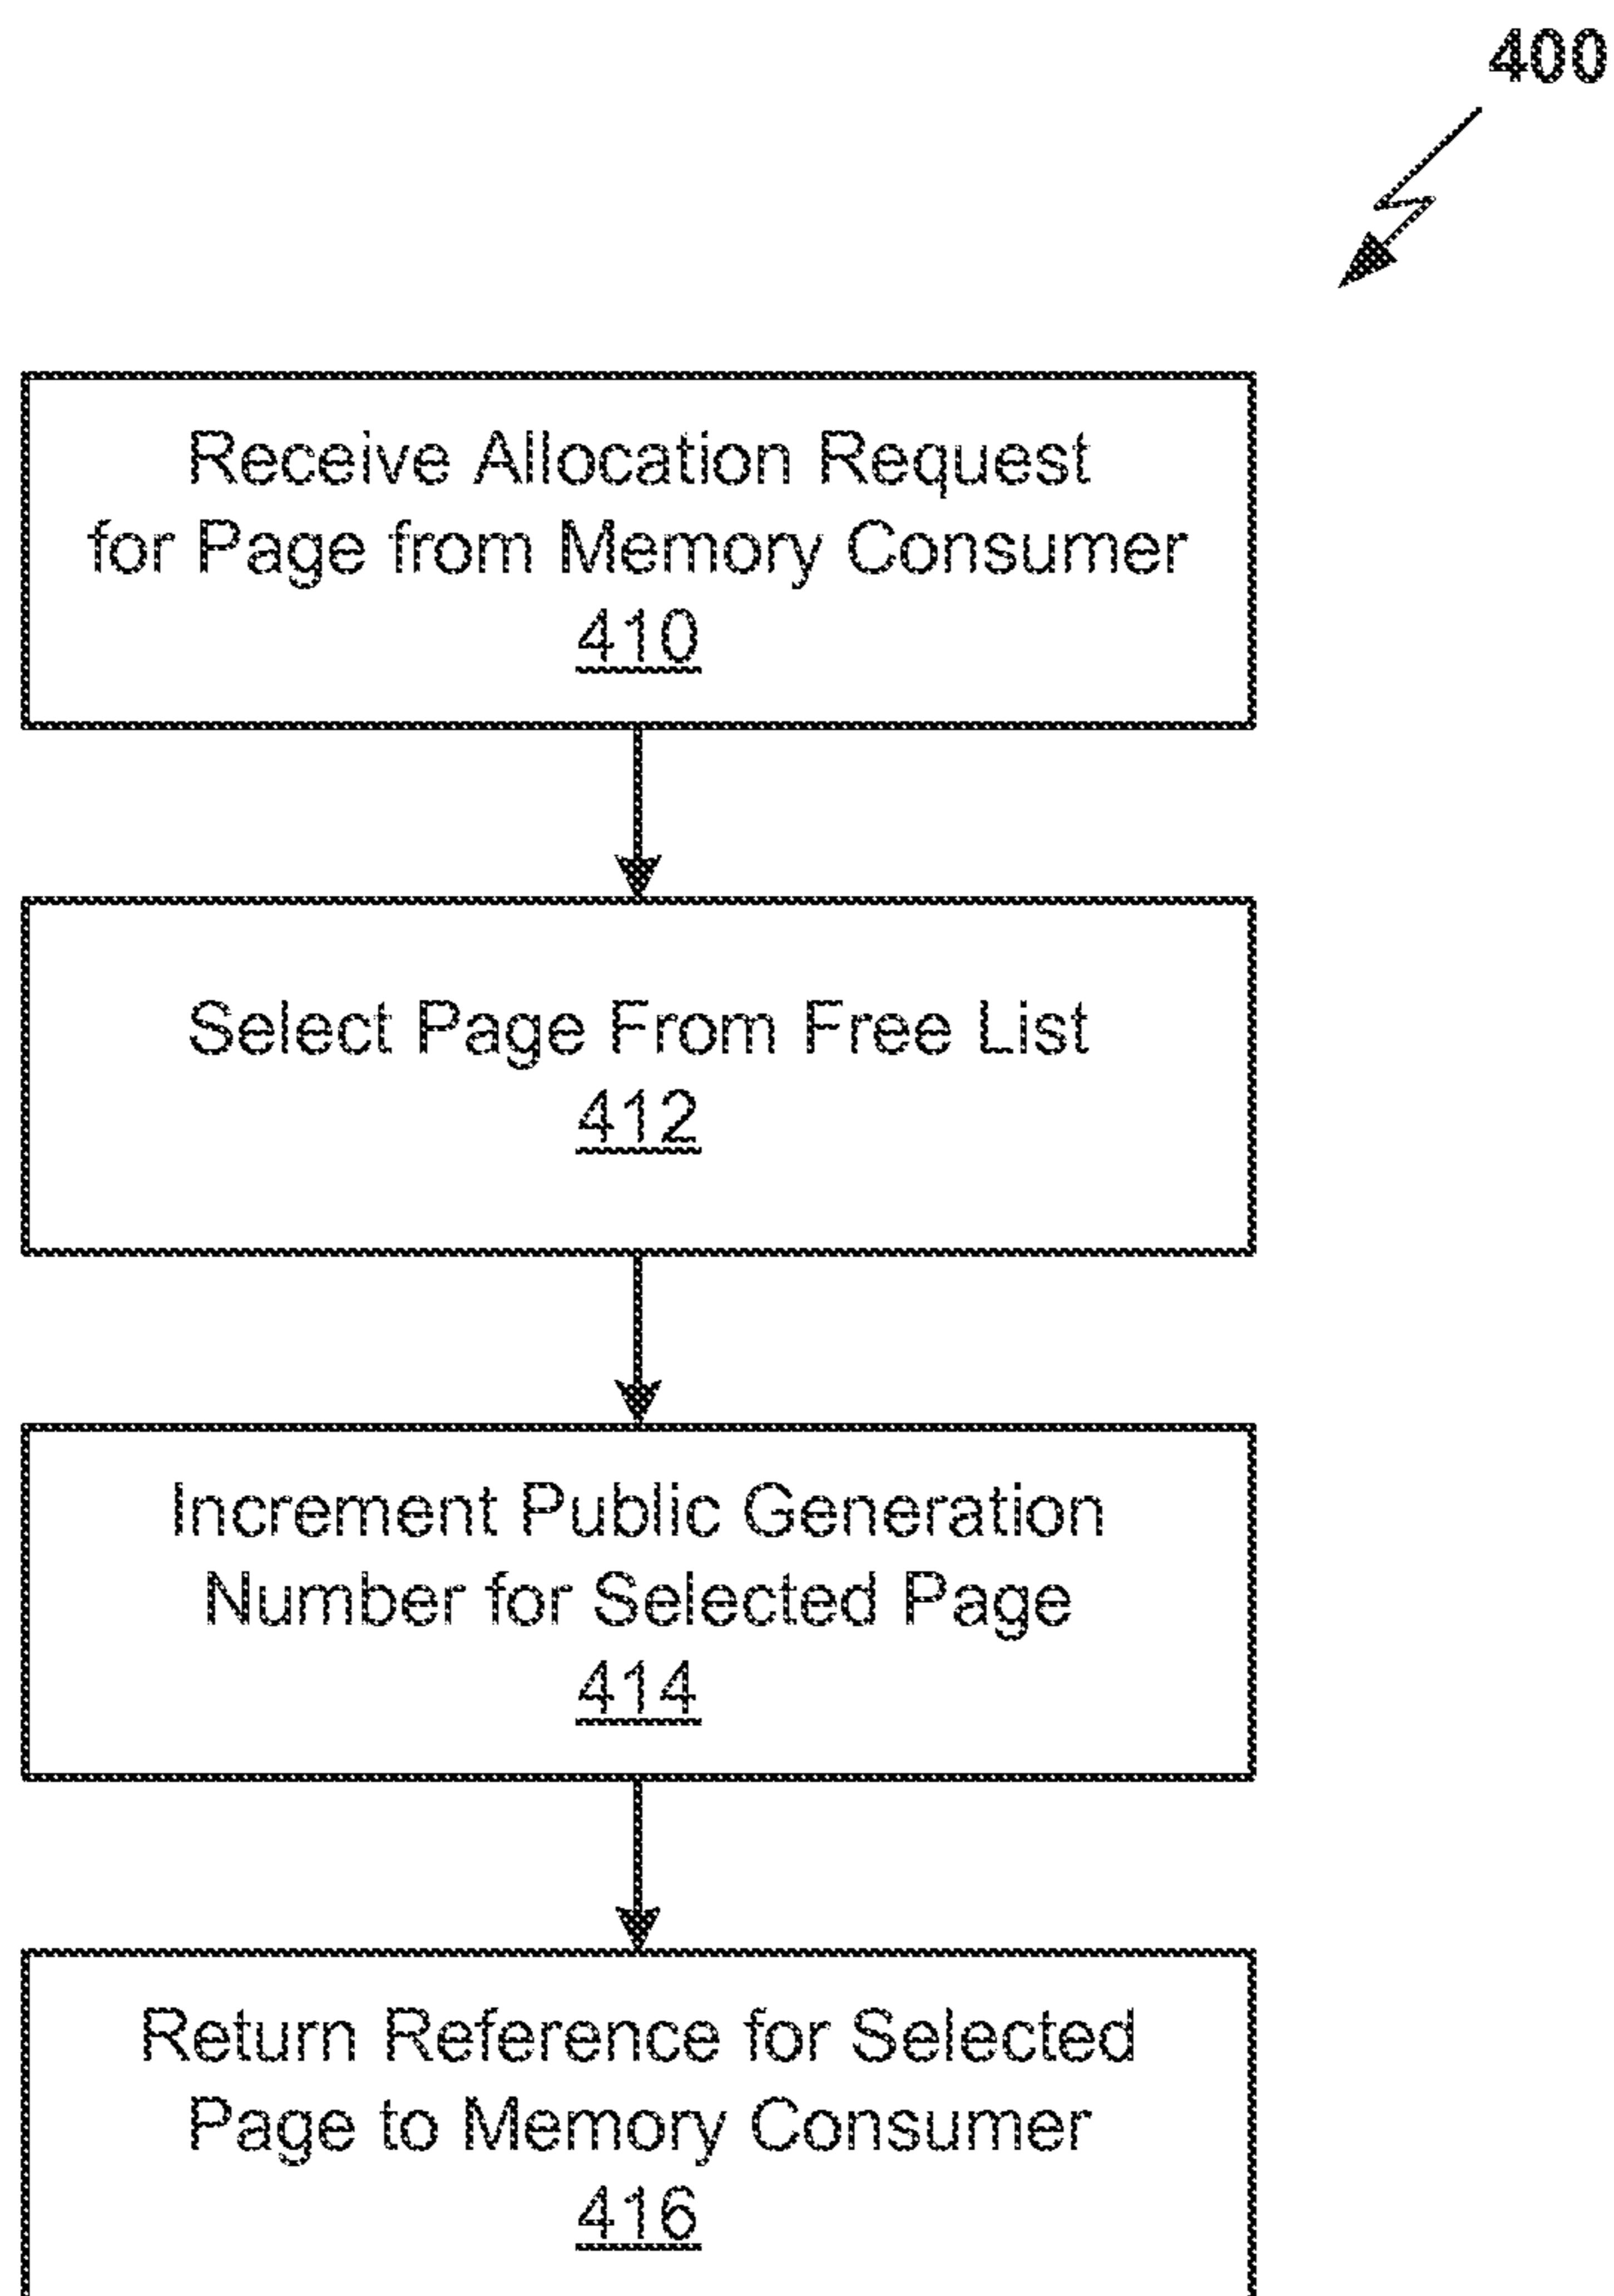 400
Receive Allocation Request
for Page from Memory Consumer
410
Select Page From Free List
412
Increment Public Generation
Number for Selected Page
414
Return Reference for Selected
Page to Memory Consumer
416